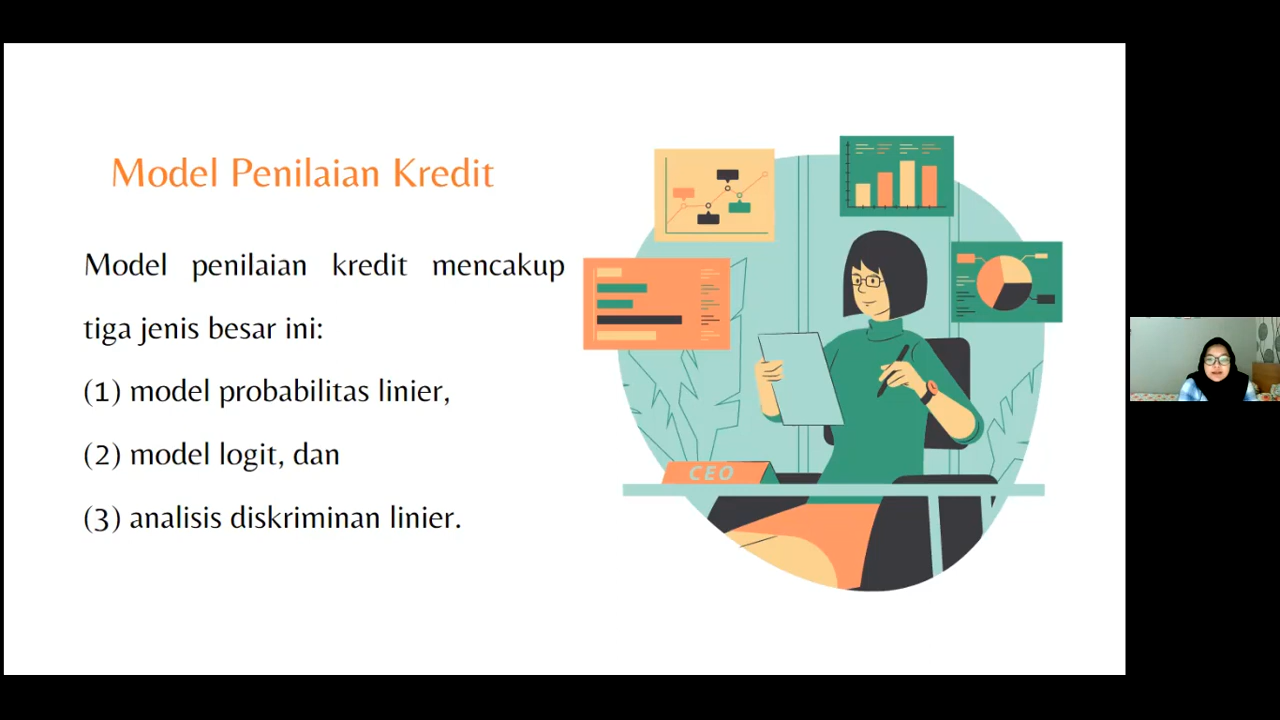 Model Penilaian Kredit
Model penilaian kredit mencakup
tiga jenis besar ini:
(1) model probabilitas linier,
(2) model logit, dan
(3) analisis diskriminan linier.
CEO